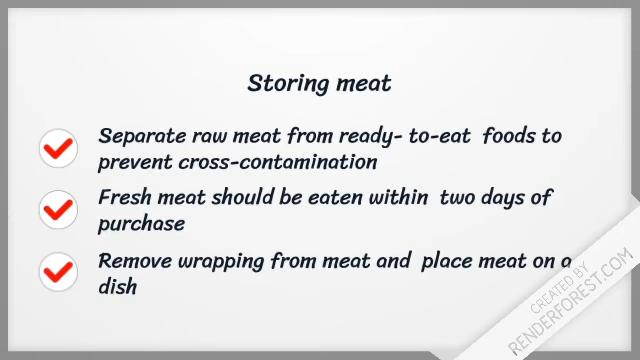 Storing meat
Separate raw meat from ready- to-eat foods to
prevent cross-contamination
Fresh meat should be eaten within two days of
purchase
Remove wrapping from meat and place meat on a
dish
CREATED BY
RENDERFOREST.COM